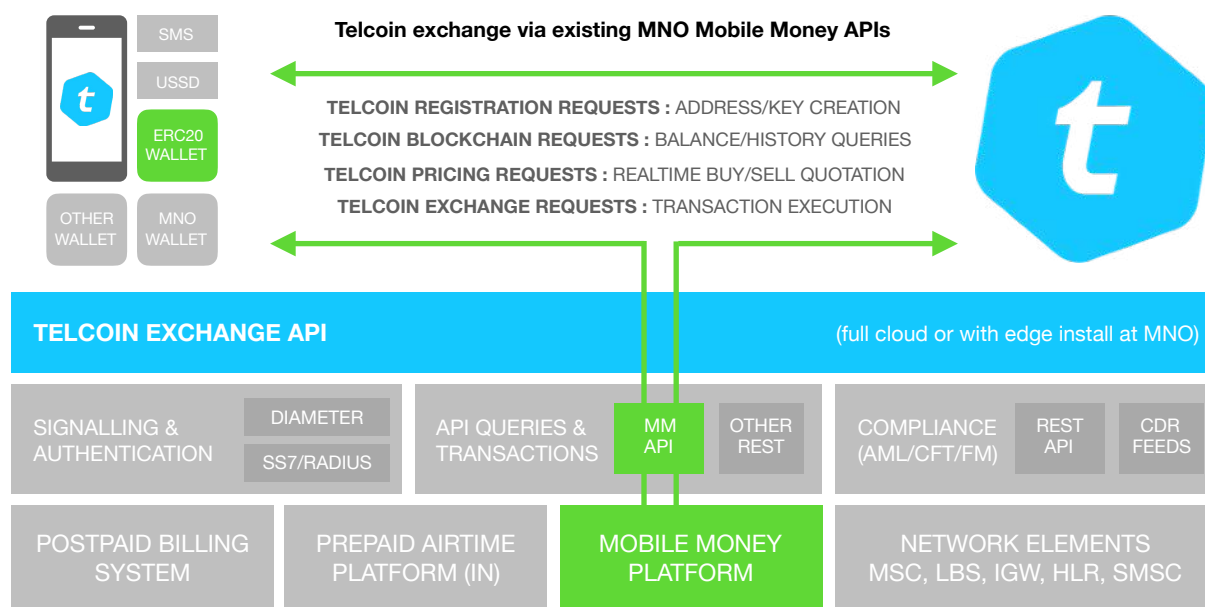 Telcoin exchange via existing MNO Mobile Money APIs
SMS
USSD
ERC20
WALLET
OTHER
WALLET
MNO
WALLET
t
t
TELCOIN REGISTRATION REQUESTS : ADDRESS/KEY CREATION
TELCOIN BLOCKCHAIN REQUESTS : BALANCE/HISTORY QUERIES
TELCOIN PRICING REQUESTS : REALTIME BUY/SELL QUOTATION
TELCOIN EXCHANGE REQUESTS : TRANSACTION EXECUTION
TELCOIN EXCHANGE API
(full cloud or with edge install at MNO)
SIGNALLING &
AUTHENTICATION
DIAMETER
SS7/RADIUS
API QUERIES &
TRANSACTIONS
MM
API
OTHER
REST
COMPLIANCE
(AML/CFT/FM)
REST
API
CDR
FEEDS
POSTPAID BILLING
SYSTEM
PREPAID AIRTIME
PLATFORM (IN)
MOBILE MONEY
PLATFORM
NETWORK ELEMENTS
MSC, LBS, IGW, HLR, SMSC